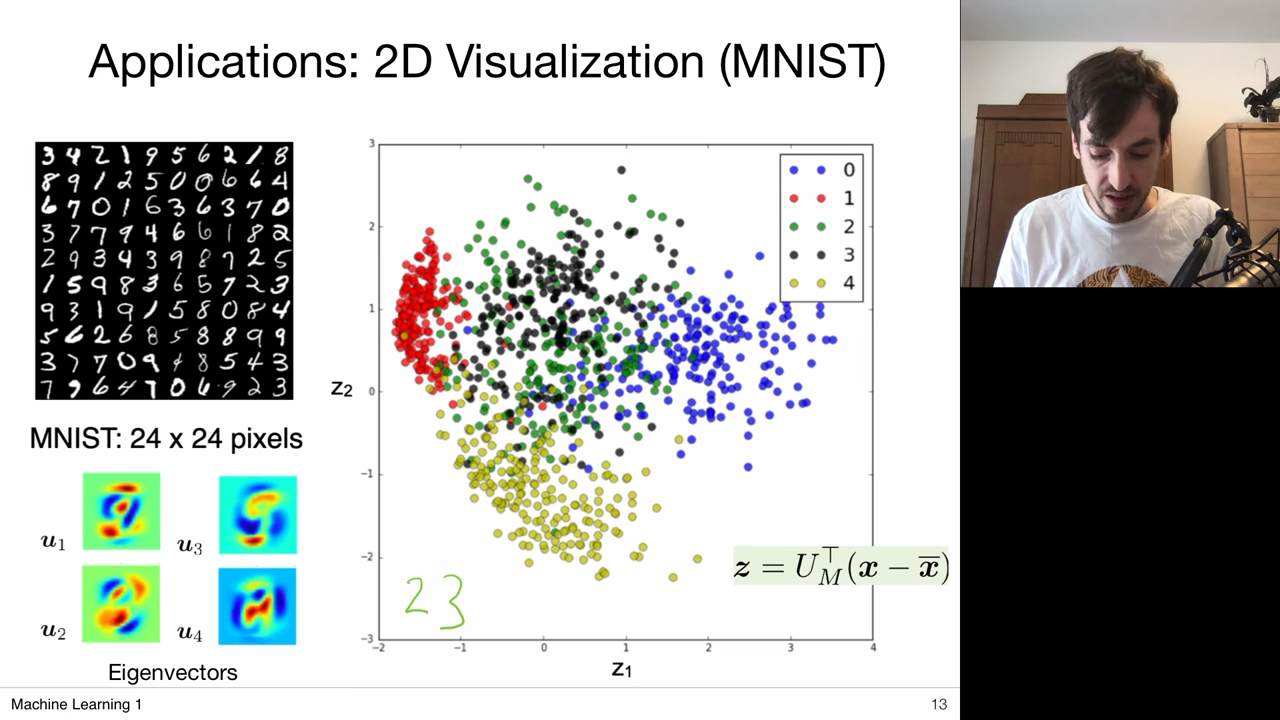 Applications: 2D Visualization (MNIST)
3 4 2 1 9 5 6 2 1 8
8 9 1 2 5 0 0 6 6 4
6 7 0 1 6 3 6 3 7 0
3 7 7 9 4 6 6 1 8 2
2 9 3 4 3 9 8 7 2 5
1 5 9 8 3 6 5 7 2 3
9 3 1 9 1 5 8 0 8 4
5 6 2 6 8 5 8 8 9 9
3 7 7 0 9 4 8 5 4 3
7 9 6 4 7 0 6 9 2 3
MNIST: 24 x 24 pixels
u1
u3
u2
u4
Eigenvectors
3
2
1
0
−1
−2
−3
z2
0
1
2
3
4
z = U⊤M(x − x̄)
23
−2 −1 0 1 2 3 4
z1
Machine Learning 1
13